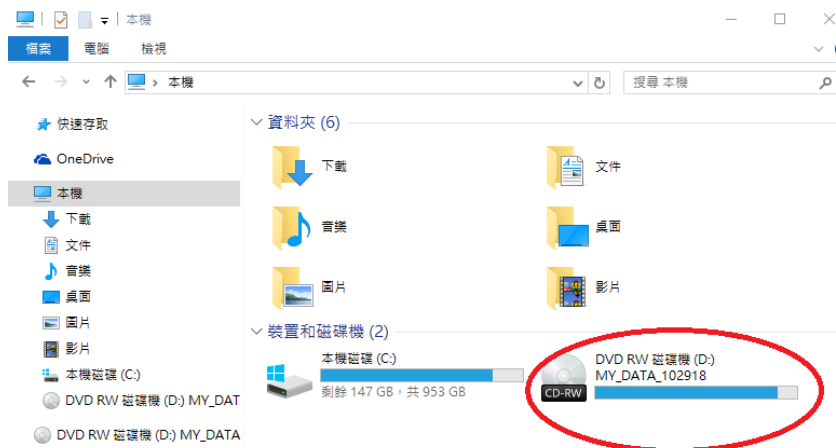 本機
檔案 電腦 檢視
本機
搜尋 本機
快速存取
OneDrive
本機
下載
文件
音樂
桌面
圖片
影片
本機磁碟 (C:)
DVD RW 磁碟機 (D:) MY_DAT
DVD RW 磁碟機 (D:) MY_DATA
資料夾 (6)
下載
文件
音樂
桌面
圖片
影片
裝置和磁碟機 (2)
本機磁碟 (C:)
剩餘 147 GB，共 953 GB
DVD RW 磁碟機 (D:)
MY_DATA_102918
CD-RW